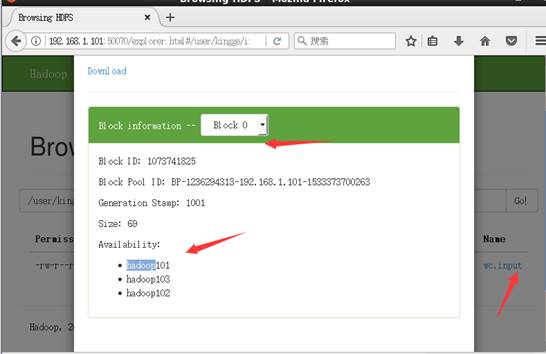 Browsing HDFS - Mozilla Firefox
Browsing HDFS
192.168.1.101:50070/explorer.html#/user/kingge/i
搜索
Hadoop
Download
Block information -- Block 0
Block ID: 1073741825
Block Pool ID: BP-1236294313-192.168.1.101-1533373700263
Generation Stamp: 1001
Size: 69
Availability:
hadoop101
hadoop103
hadoop102
Brow
/user/king
Go!
Permiss
Name
-rw-r--r
wc.input
Hadoop, 20